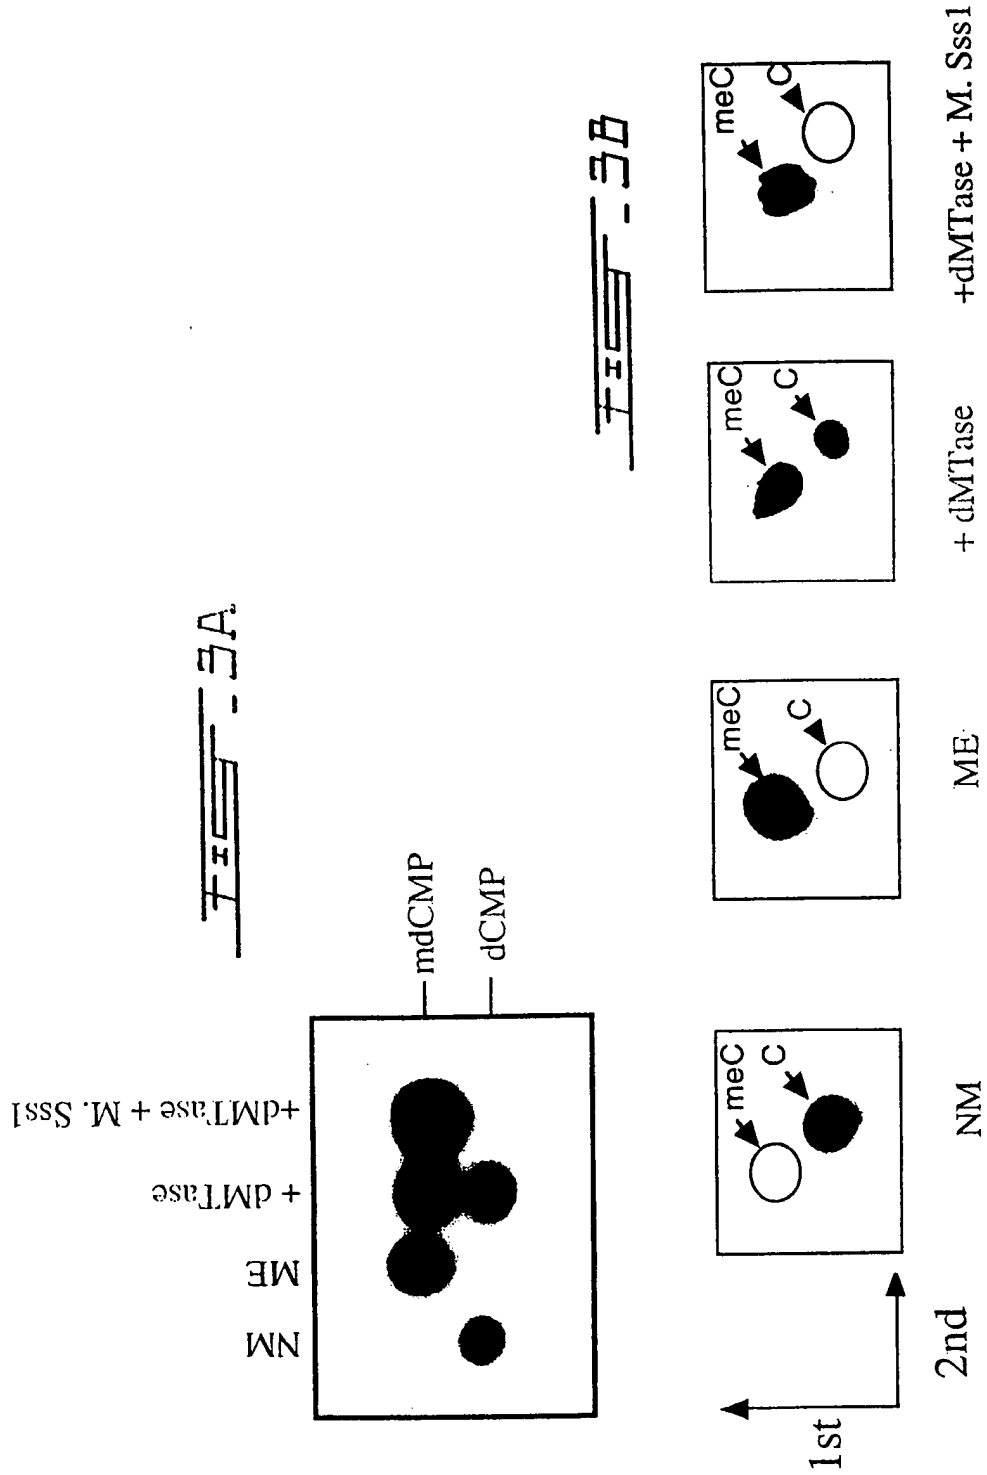 FIG-3A
NM
ME
+ dMTase
+dMTase + M. Sss1
mdCMP
dCMP
FIG-3B
1st
2nd
meC
C
NM
meC
C
ME
meC
C
+ dMTase
meC
C
+dMTase + M. Sss1